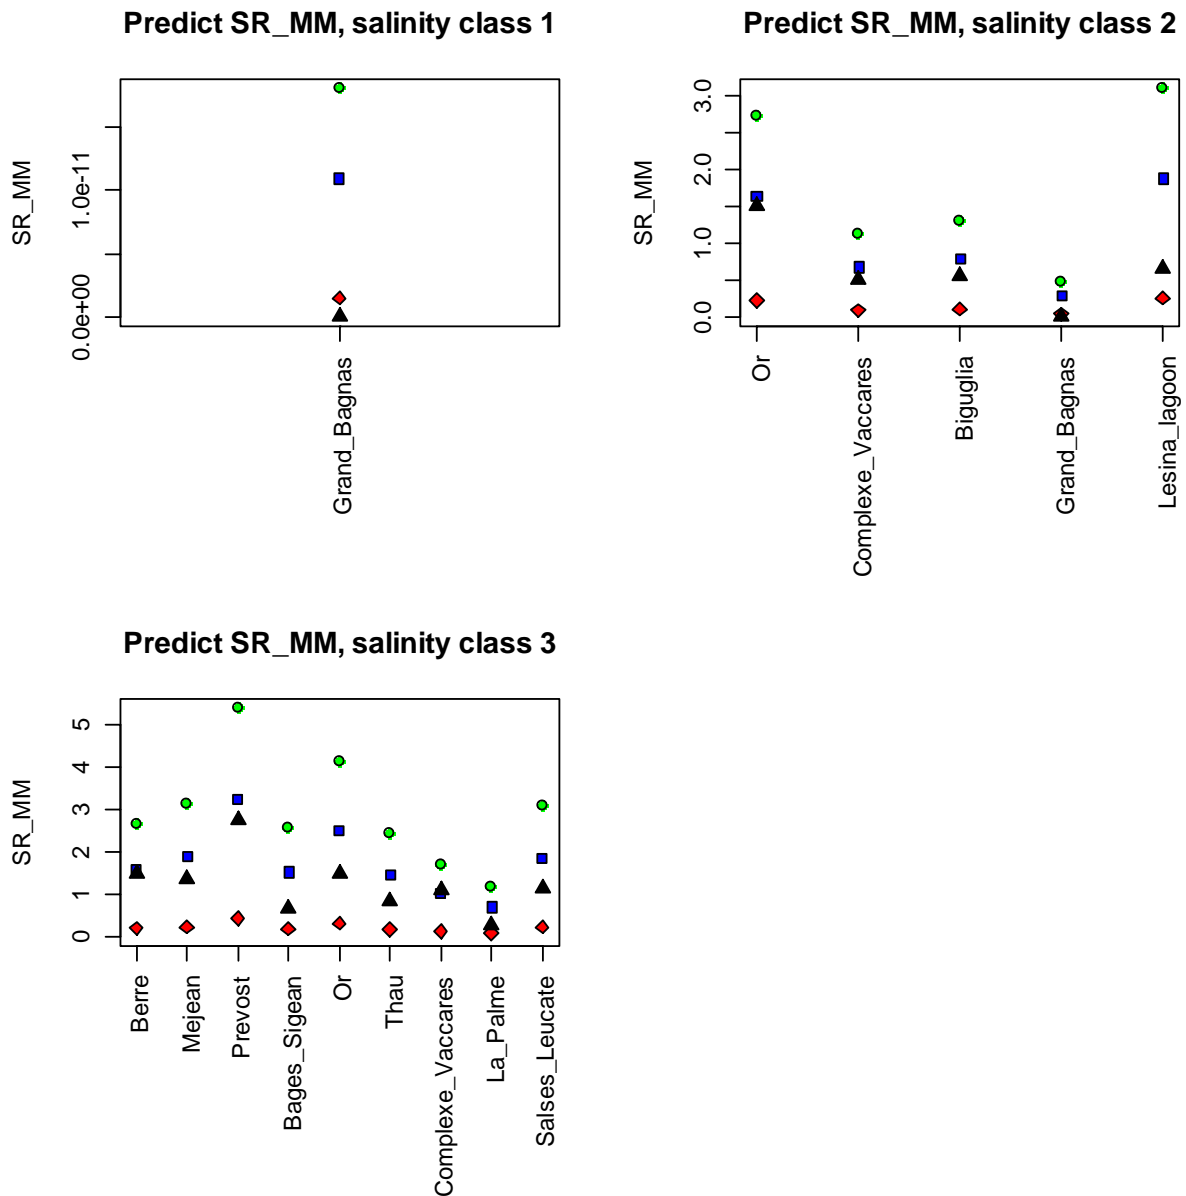 Predict SR_MM, salinity class 1
SR_MM
1.0e-11
0.0e+00
Grand_Bagnas
Predict SR_MM, salinity class 2
SR_MM
3.0
2.0
1.0
0.0
Or
Complexe_Vaccares
Biguglia
Grand_Bagnas
Lesina_lagoon
Predict SR_MM, salinity class 3
SR_MM
5
4
3
2
1
0
Berre
Mejean
Prevost
Bages_Sigean
Or
Thau
Complexe_Vaccares
La_Palme
Salses_Leucate